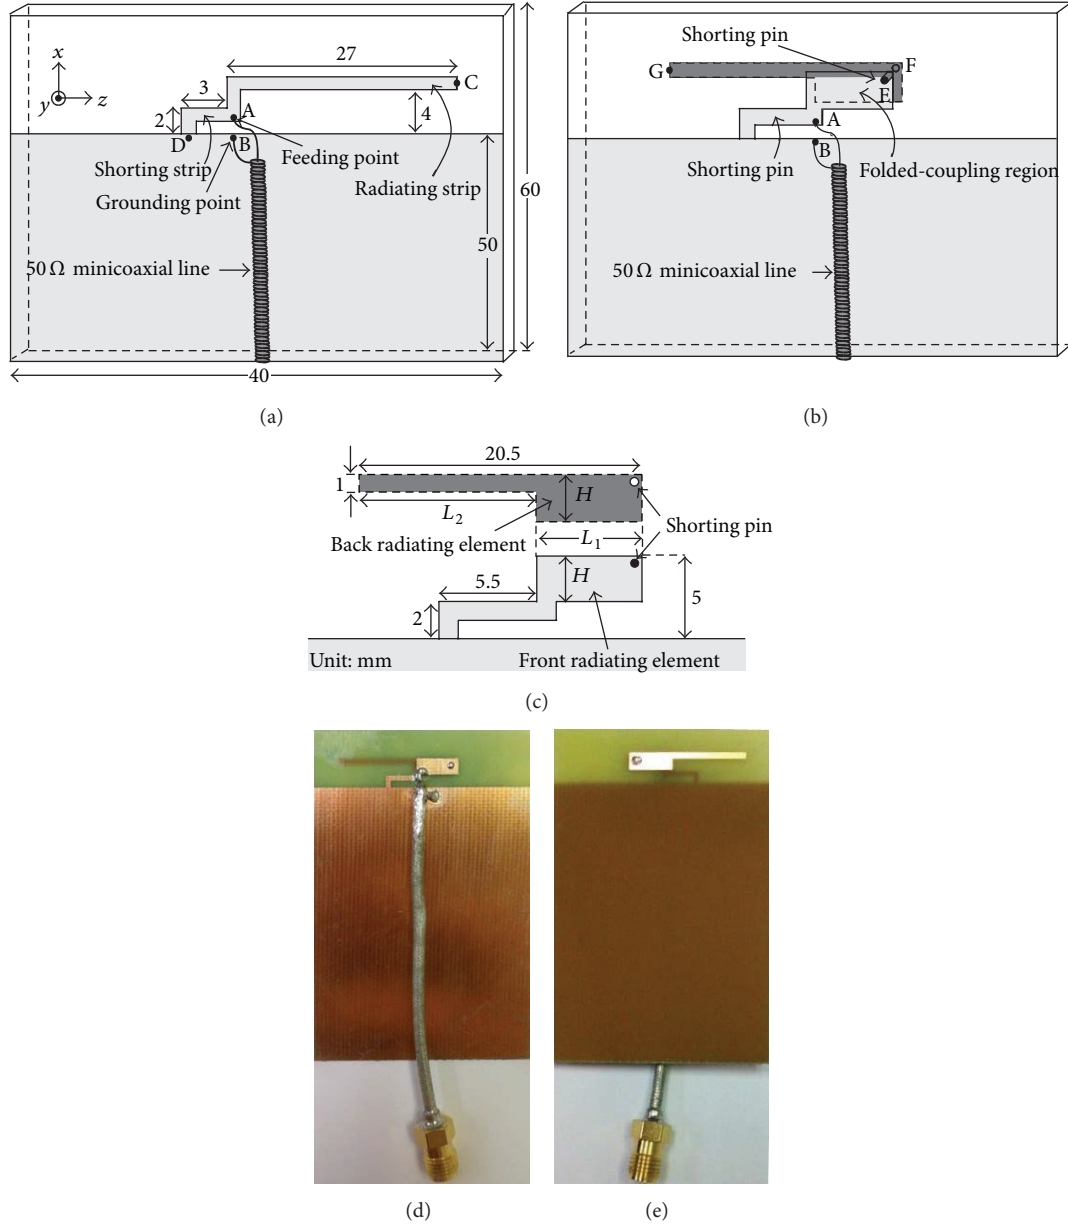 27
x
C
3
y
z
A
4
2
D
B
Feeding point
Shorting strip
Radiating strip
Grounding point
60
50
50 Ω minicoaxial line
40
(a)
Shorting pin
G
F
E
A
B
Shorting pin
Folded-coupling region
50 Ω minicoaxial line
(b)
20.5
1
H
L2
Shorting pin
Back radiating element
L1
H
5.5
5
2
Unit: mm
Front radiating element
(c)
(d)
(e)